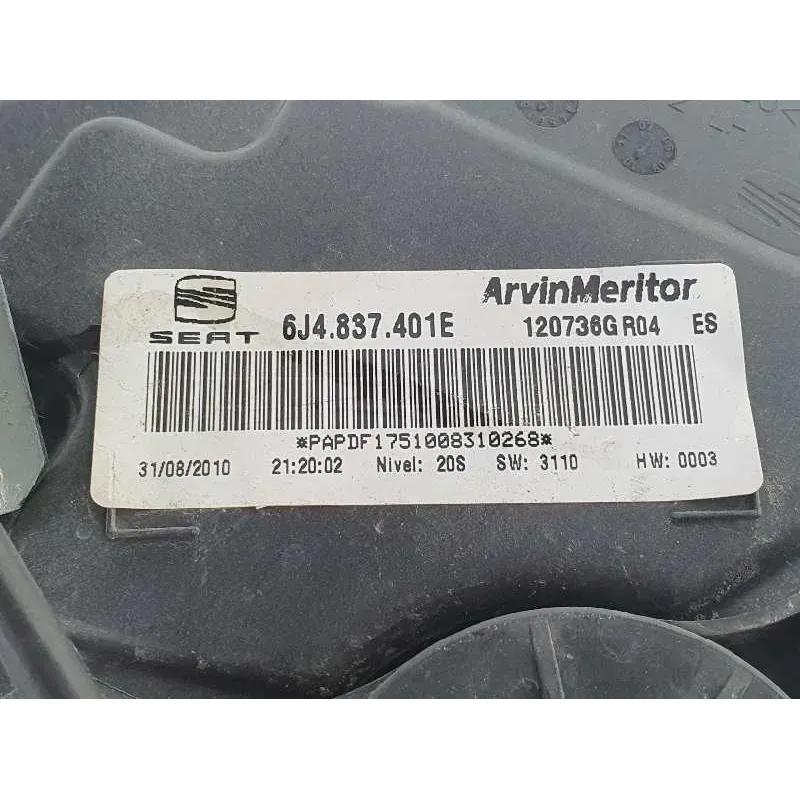 ArvinMeritor
SEAT 6J4.837.401E 120736G R04 ES
*PAPDF1751008310268*
31/08/2010 21:20:02 Nivel: 20S SW: 3110 HW: 0003